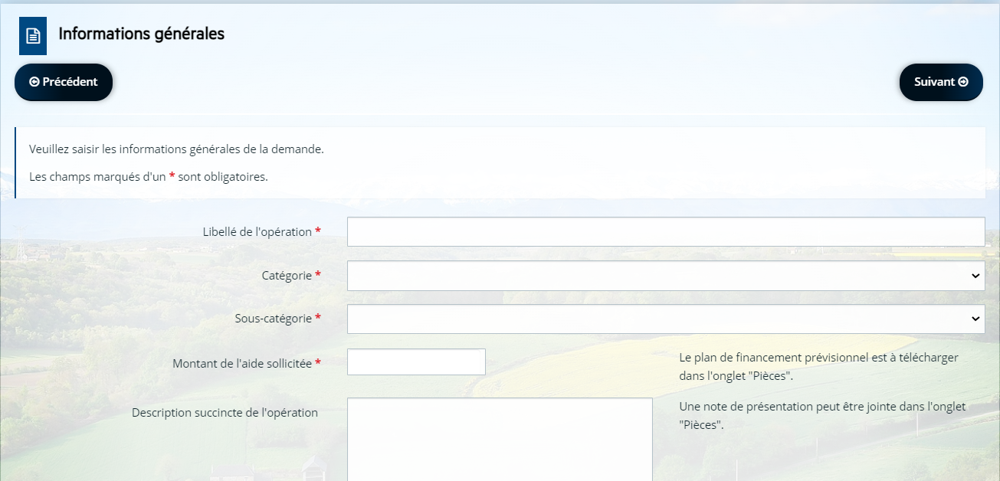 Informations générales
Précédent
Suivant
Veuillez saisir les informations générales de la demande.
Les champs marqués d'un * sont obligatoires.
Libellé de l'opération *
Catégorie *
Sous-catégorie *
Montant de l'aide sollicitée *
Le plan de financement prévisionnel est à télécharger
dans l'onglet "Pièces".
Description succincte de l'opération
Une note de présentation peut être jointe dans l'onglet
"Pièces".